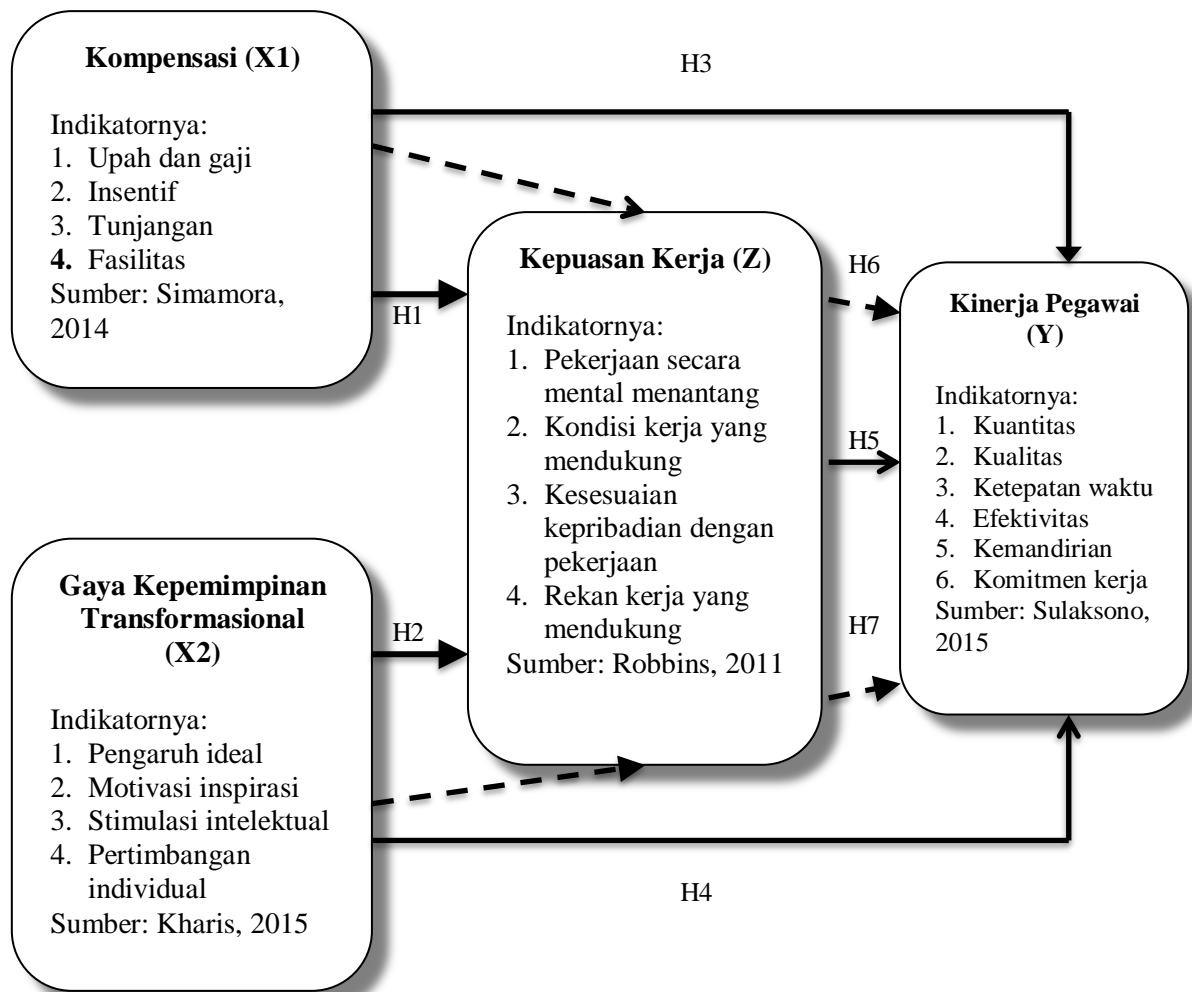 Kompensasi (X1)
Indikatornya:
1. Upah dan gaji
2. Insentif
3. Tunjangan
4. Fasilitas
Sumber: Simamora,
2014
H3
H1
Kepuasan Kerja (Z)
Indikatornya:
1. Pekerjaan secara
mental menantang
2. Kondisi kerja yang
mendukung
3. Kesesuaian
kepribadian dengan
pekerjaan
4. Rekan kerja yang
mendukung
Sumber: Robbins, 2011
H6
H5
H7
Kinerja Pegawai
(Y)
Indikatornya:
1. Kuantitas
2. Kualitas
3. Ketepatan waktu
4. Efektivitas
5. Kemandirian
6. Komitmen kerja
Sumber: Sulaksono,
2015
Gaya Kepemimpinan
Transformasional
(X2)
Indikatornya:
1. Pengaruh ideal
2. Motivasi inspirasi
3. Stimulasi intelektual
4. Pertimbangan
individual
Sumber: Kharis, 2015
H2
H4